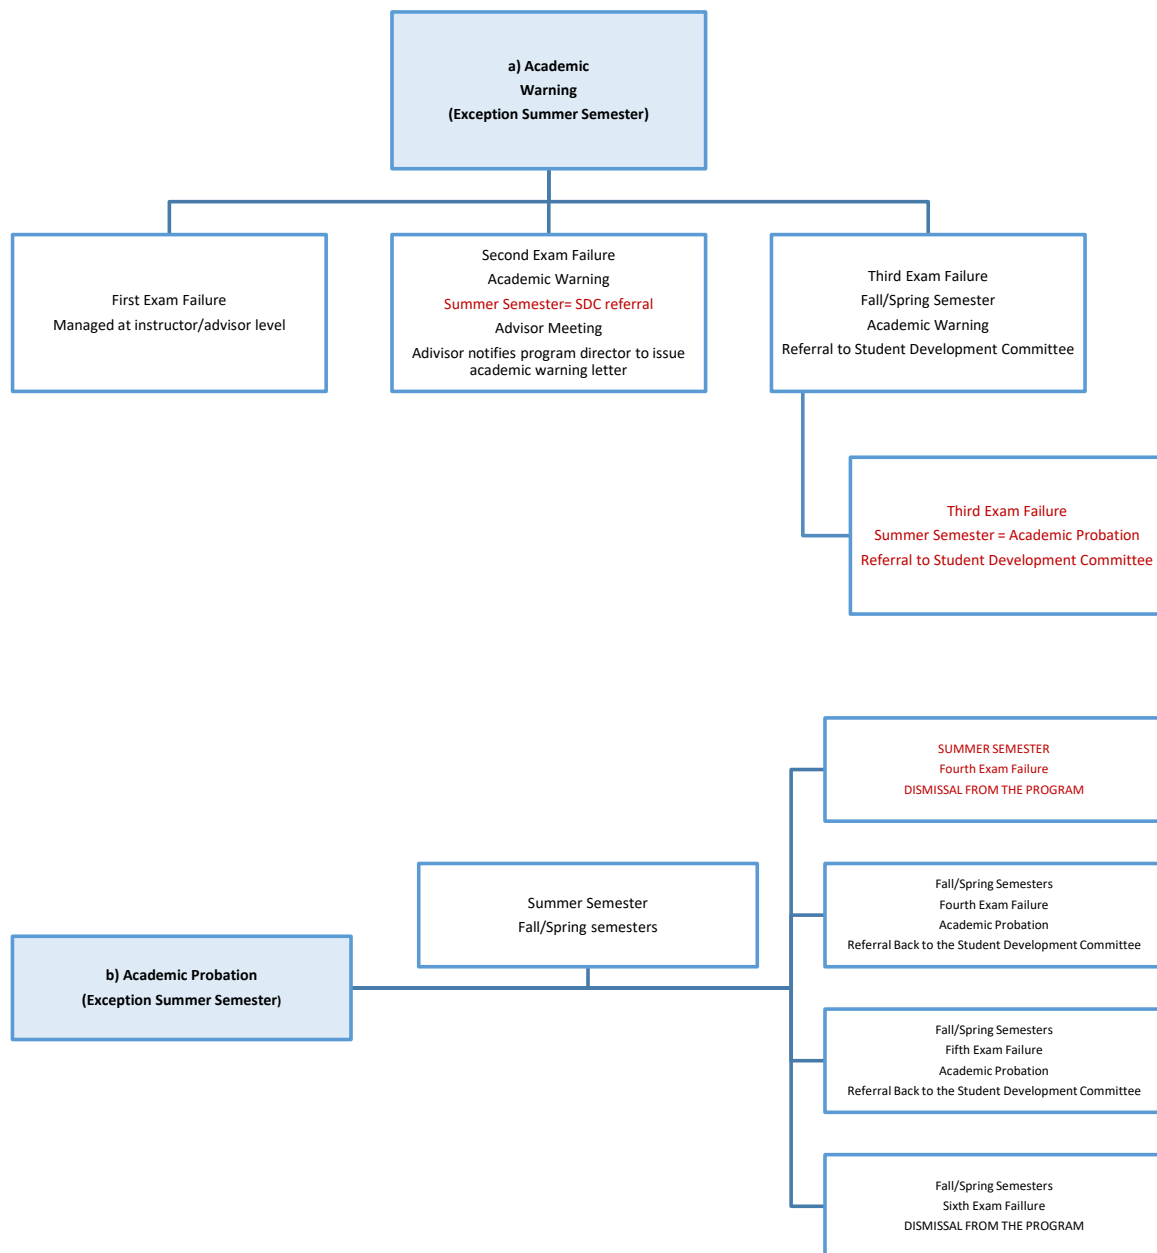 a) Academic
Warning
(Exception Summer Semester)
First Exam Failure
Managed at instructor/advisor level
Second Exam Failure
Academic Warning
Summer Semester= SDC referral
Advisor Meeting
Adivisor notifies program director to issue
academic warning letter
Third Exam Failure
Fall/Spring Semester
Academic Warning
Referral to Student Development Committee
Third Exam Failure
Summer Semester = Academic Probation
Referral to Student Development Committee
b) Academic Probation
(Exception Summer Semester)
Summer Semester
Fall/Spring semesters
SUMMER SEMESTER
Fourth Exam Failure
DISMISSAL FROM THE PROGRAM
Fall/Spring Semesters
Fourth Exam Failure
Academic Probation
Referral Back to the Student Development Committee
Fall/Spring Semesters
Fifth Exam Failure
Academic Probation
Referral Back to the Student Development Committee
Fall/Spring Semesters
Sixth Exam Faillure
DISMISSAL FROM THE PROGRAM